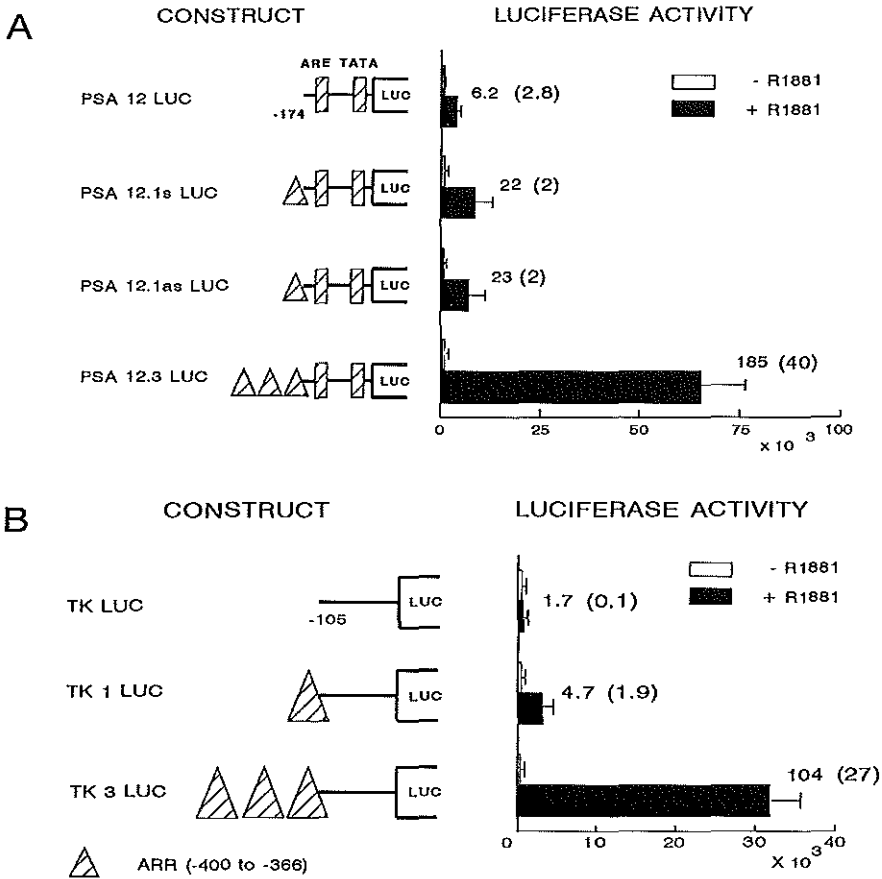 A
CONSTRUCT
LUCIFERASE ACTIVITY
ARE TATA
- R1881
+ R1881
PSA 12 LUC
-174
LUC
6.2 (2.8)
PSA 12.1s LUC
LUC
22 (2)
PSA 12.1as LUC
LUC
23 (2)
PSA 12.3 LUC
LUC
185 (40)
0 25 50 75 100
x 10 3
B
CONSTRUCT
LUCIFERASE ACTIVITY
- R1881
+ R1881
TK LUC
-105
LUC
1.7 (0.1)
TK 1 LUC
LUC
4.7 (1.9)
TK 3 LUC
LUC
104 (27)
0 10 20 30 40
X 10 3
ARR (-400 to -366)